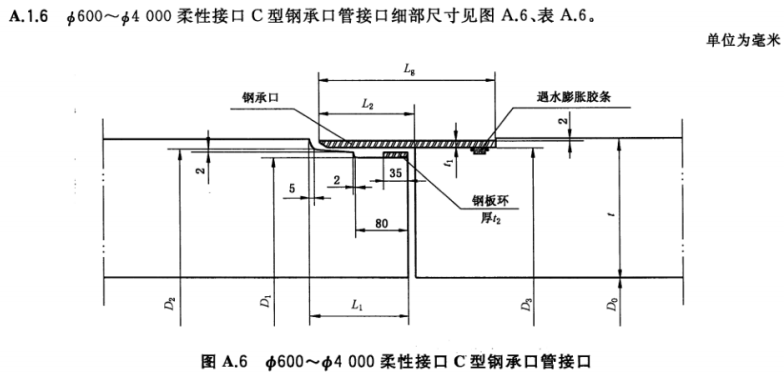 A.1.6 ϕ600～ϕ4 000 柔性接口 C 型钢承口管接口细部尺寸见图 A.6、表 A.6。
单位为毫米
Lg
钢承口
L2
遇水膨胀胶条
2
t1
2
5
2
35
钢板环
厚t2
80
t
D2
D1
L1
D3
D0
图 A.6 ϕ600～ϕ4 000 柔性接口 C 型钢承口管接口